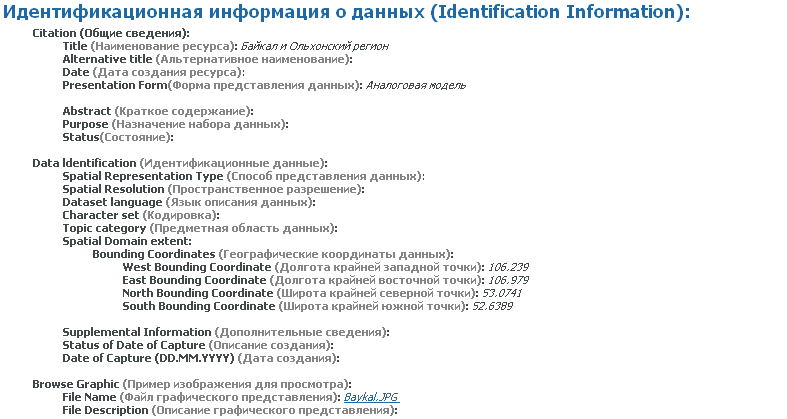 Идентификационная информация о данных (Identification Information):
Citation (Общие сведения):
Title (Наименование ресурса): Байкал и Ольхонский регион
Alternative title (Альтернативное наименование):
Date (Дата создания ресурса):
Presentation Form(Форма представления данных): Аналоговая модель
Abstract (Краткое содержание):
Purpose (Назначение набора данных):
Status(Состояние):
Data Identification (Идентификационные данные):
Spatial Representation Type (Способ представления данных):
Spatial Resolution (Пространственное разрешение):
Dataset language (Язык описания данных):
Character set (Кодировка):
Topic category (Предметная область данных):
Spatial Domain extent:
Bounding Coordinates (Географические координаты данных):
West Bounding Coordinate (Долгота крайней западной точки): 106,239
East Bounding Coordinate (Долгота крайней восточной точки): 106,979
North Bounding Coordinate (Широта крайней северной точки): 53,0741
South Bounding Coordinate (Широта крайней южной точки): 52,6389
Supplemental Information (Дополнительные сведения):
Status of Date of Capture (Описание создания):
Date of Capture (DD.MM.YYYY) (Дата создания):
Browse Graphic (Пример изображения для просмотра):
File Name (Файл графического представления): Baykal.JPG
File Description (Описание графического представления):